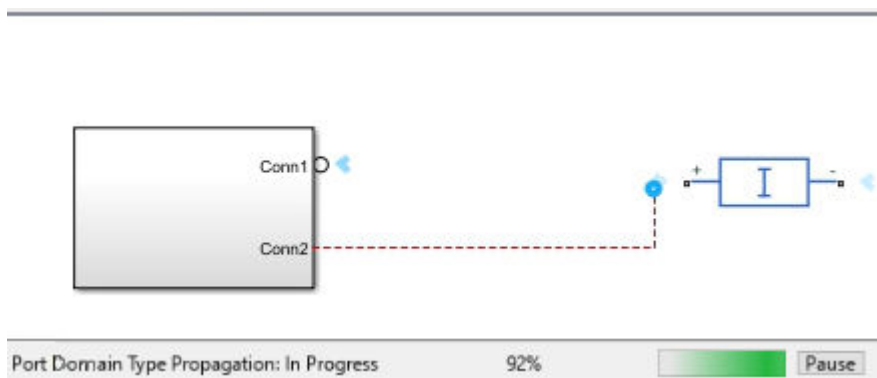 Conn1
+ -
I
Conn2
Port Domain Type Propagation: In Progress 92% Pause